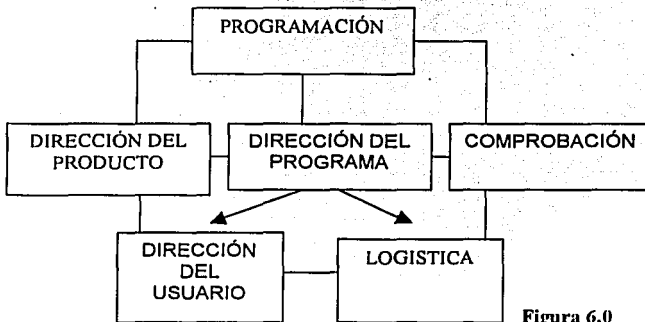 PROGRAMACIÓN
DIRECCIÓN DEL
PRODUCTO
DIRECCIÓN DEL
PROGRAMA
COMPROBACIÓN
DIRECCIÓN
DEL
USUARIO
LOGISTICA
Figura 6.0